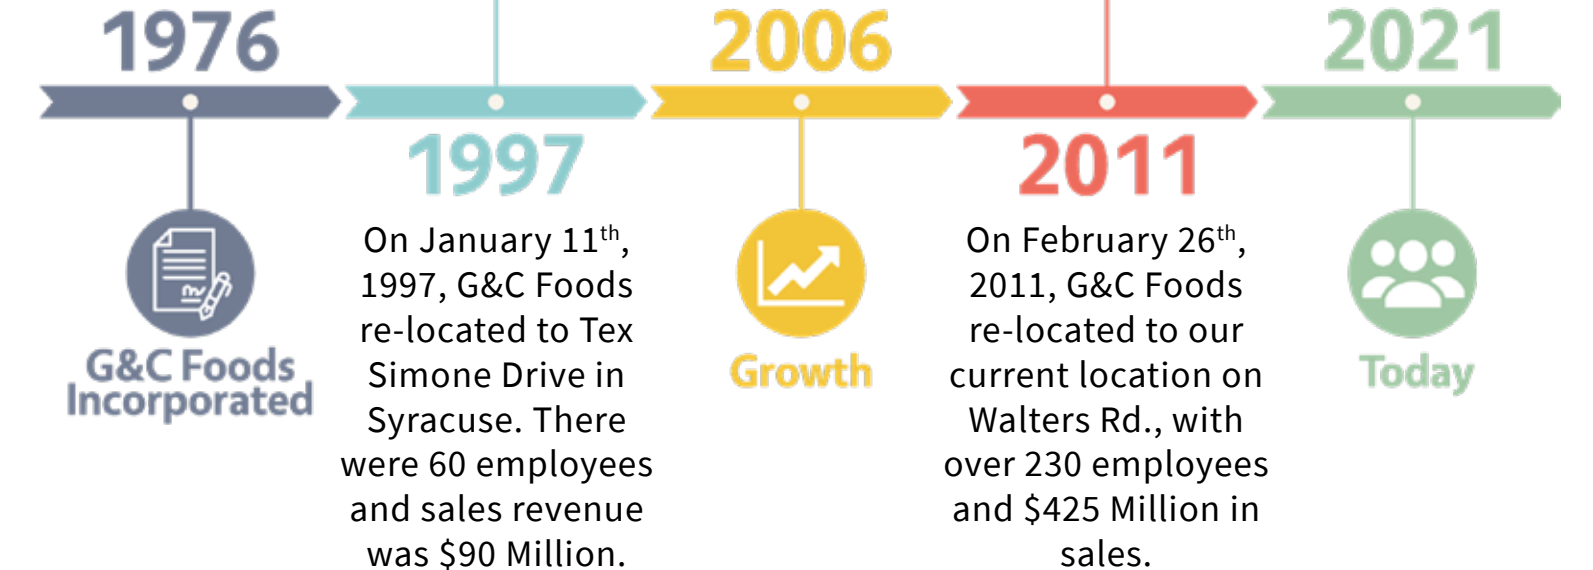 1976
G&C Foods
Incorporated
1997
On January 11th,
1997, G&C Foods
re-located to Tex
Simone Drive in
Syracuse. There
were 60 employees
and sales revenue
was $90 Million.
2006
Growth
2011
On February 26th,
2011, G&C Foods
re-located to our
current location on
Walters Rd., with
over 230 employees
and $425 Million in
sales.
2021
Today